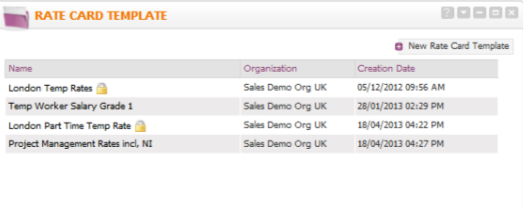 RATE CARD TEMPLATE
New Rate Card Template
Name Organization Creation Date
London Temp Rates Sales Demo Org UK 05/12/2012 09:56 AM
Temp Worker Salary Grade 1 Sales Demo Org UK 28/01/2013 02:29 PM
London Part Time Temp Rate Sales Demo Org UK 18/04/2013 04:22 PM
Project Management Rates incl, NI Sales Demo Org UK 18/04/2013 04:27 PM